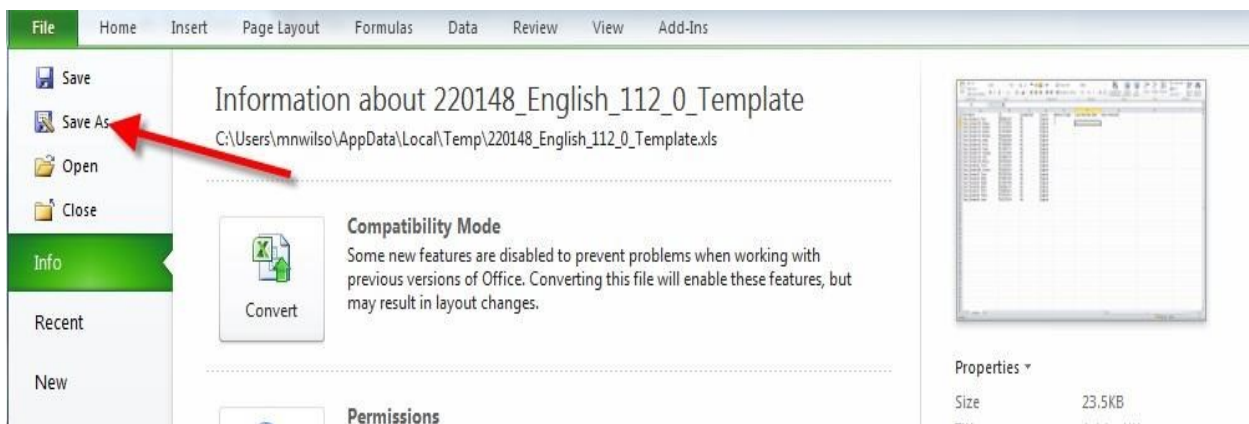 File Home Insert Page Layout Formulas Data Review View Add-Ins
Save
Save As
Open
Close
Info
Recent
New
Information about 220148_English_112_0_Template
C:\Users\mnwilso\AppData\Local\Temp\220148_English_112_0_Template.xls
Convert
Compatibility Mode
Some new features are disabled to prevent problems when working with
previous versions of Office. Converting this file will enable these features, but
may result in layout changes.
Permissions
Properties
Size 23.5KB